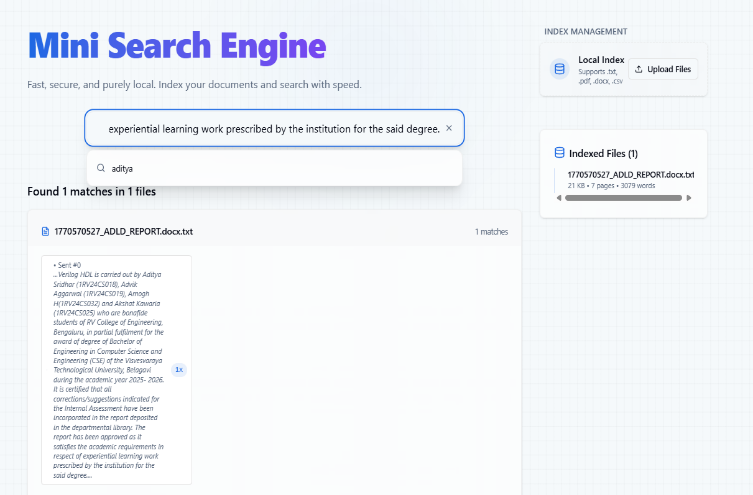 Mini Search Engine
Fast, secure, and purely local. Index your documents and search with speed.
experiential learning work prescribed by the institution for the said degree. ×
aditya
Found 1 matches in 1 files
1770570527_ADLD_REPORT.docx.txt
1 matches
• Sent #0
...Verilog HDL is carried out by Aditya
Sridhar (1RV24CS018), Advik
Aggarwal (1RV24CS019), Amogh
H(1RV24CS032) and Akshat Kawaria
(1RV24CS025) who are bonafide
students of RV College of Engineering,
Bengaluru, in partial fulfilment for the
award of degree of Bachelor of
Engineering in Computer Science and
Engineering (CSE) of the Visvesvaraya
Technological University, Belagavi
during the academic year 2025- 2026.
It is certified that all
corrections/suggestions indicated for
the Internal Assessment have been
incorporated in the report deposited
in the departmental library. The
report has been approved as it
satisfies the academic requirements in
respect of experiential learning work
prescribed by the institution for the
said degree....
1x
INDEX MANAGEMENT
Local Index
Supports .txt,
.pdf, .docx, .csv
Upload Files
Indexed Files (1)
1770570527_ADLD_REPORT.docx.txt
21 KB • 7 pages • 3079 words